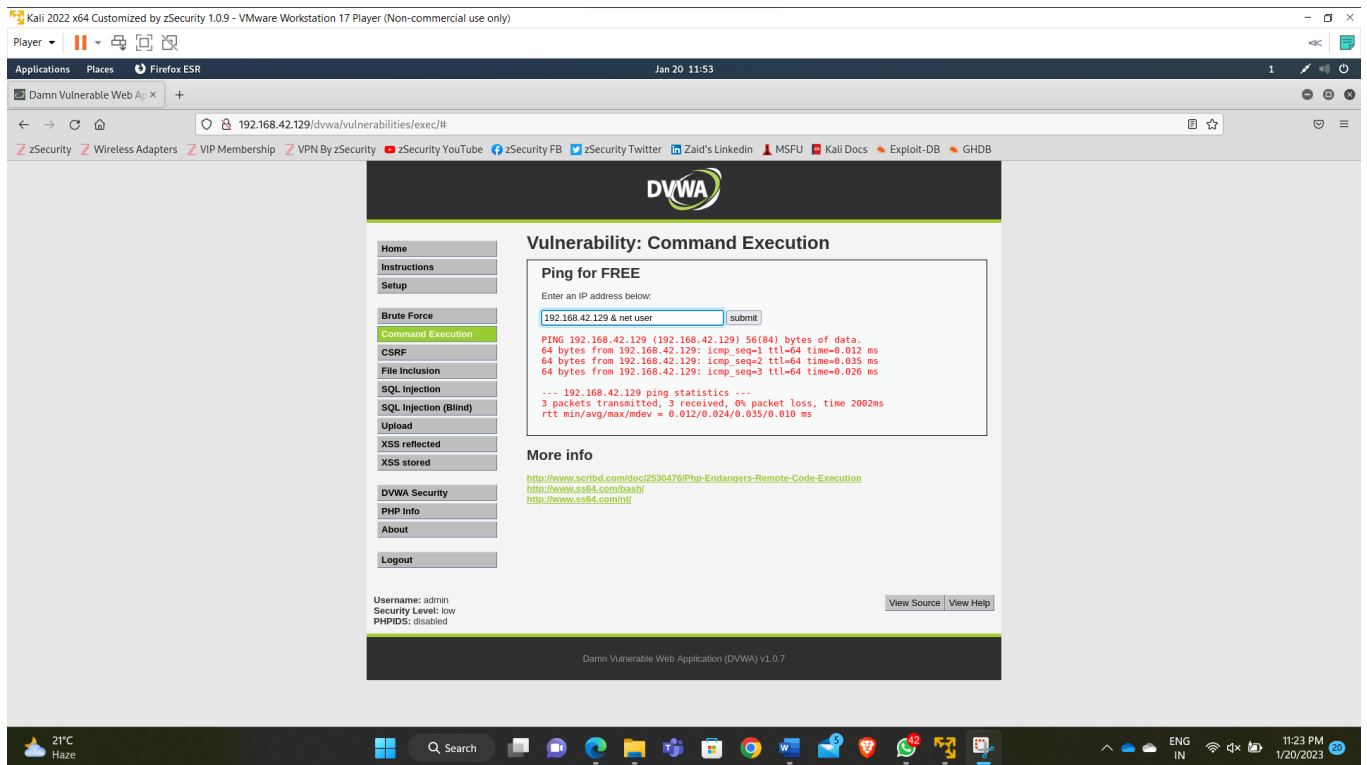 Kali 2022 x64 Customized by zSecurity 1.0.9 - VMware Workstation 17 Player (Non-commercial use only)
Player
Applications Places Firefox ESR Jan 20 11:53 1
Damn Vulnerable Web Ap
192.168.42.129/dvwa/vulnerabilities/exec/#
zSecurity Wireless Adapters VIP Membership VPN By zSecurity zSecurity YouTube zSecurity FB zSecurity Twitter Zaid's Linkedin MSFU Kali Docs Exploit-DB GHDB
DVWA
Home
Instructions
Setup
Brute Force
Command Execution
CSRF
File Inclusion
SQL Injection
SQL Injection (Blind)
Upload
XSS reflected
XSS stored
DVWA Security
PHP Info
About
Logout
Vulnerability: Command Execution
Ping for FREE
Enter an IP address below:
192.168.42.129 & net user submit
PING 192.168.42.129 (192.168.42.129) 56(84) bytes of data.
64 bytes from 192.168.42.129: icmp_seq=1 ttl=64 time=0.012 ms
64 bytes from 192.168.42.129: icmp_seq=2 ttl=64 time=0.035 ms
64 bytes from 192.168.42.129: icmp_seq=3 ttl=64 time=0.026 ms
--- 192.168.42.129 ping statistics ---
3 packets transmitted, 3 received, 0% packet loss, time 2002ms
rtt min/avg/max/mdev = 0.012/0.024/0.035/0.010 ms
More info
http://www.scribd.com/doc/2530476/Php-Endangers-Remote-Code-Execution
http://www.ss64.com/bash/
http://www.ss64.com/nt/
Username: admin
Security Level: low
PHPIDS: disabled
View Source View Help
Damn Vulnerable Web Application (DVWA) v1.0.7
21°C
Haze
Search
5
42
ENG
IN
11:23 PM
1/20/2023
20